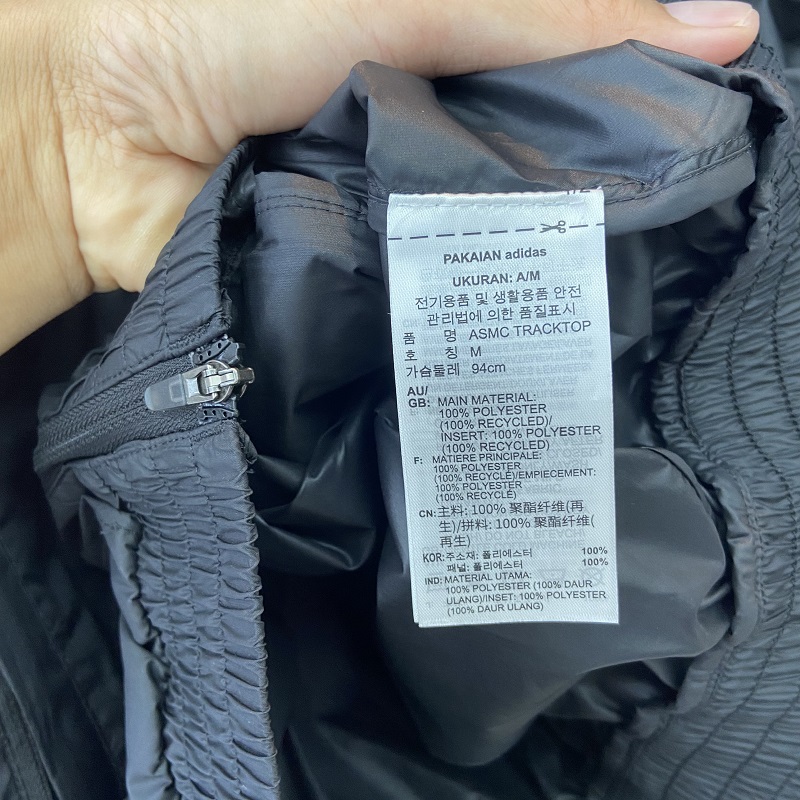 PAKAIAN adidas
UKURAN: A/M
전기용품 및 생활용품 안전
관리법에 의한 품질표시
품 명 ASMC TRACKTOP
호 칭 M
가슴둘레 94cm
AU/
GB: MAIN MATERIAL:
100% POLYESTER
(100% RECYCLED)/
INSERT: 100% POLYESTER
(100% RECYCLED)
F: MATIERE PRINCIPALE:
100% POLYESTER
(100% RECYCLE)/EMPIECEMENT:
100% POLYESTER
(100% RECYCLÉ)
CN: 主料: 100% 聚酯纤维(再
生)/拼料: 100% 聚酯纤维(
再生)
KOR: 주소재: 폴리에스터 100%
패널: 폴리에스터 100%
IND: MATERIAL UTAMA:
100% POLYESTER (100% DAUR
ULANG)/INSET: 100% POLYESTER
(100% DAUR ULANG)